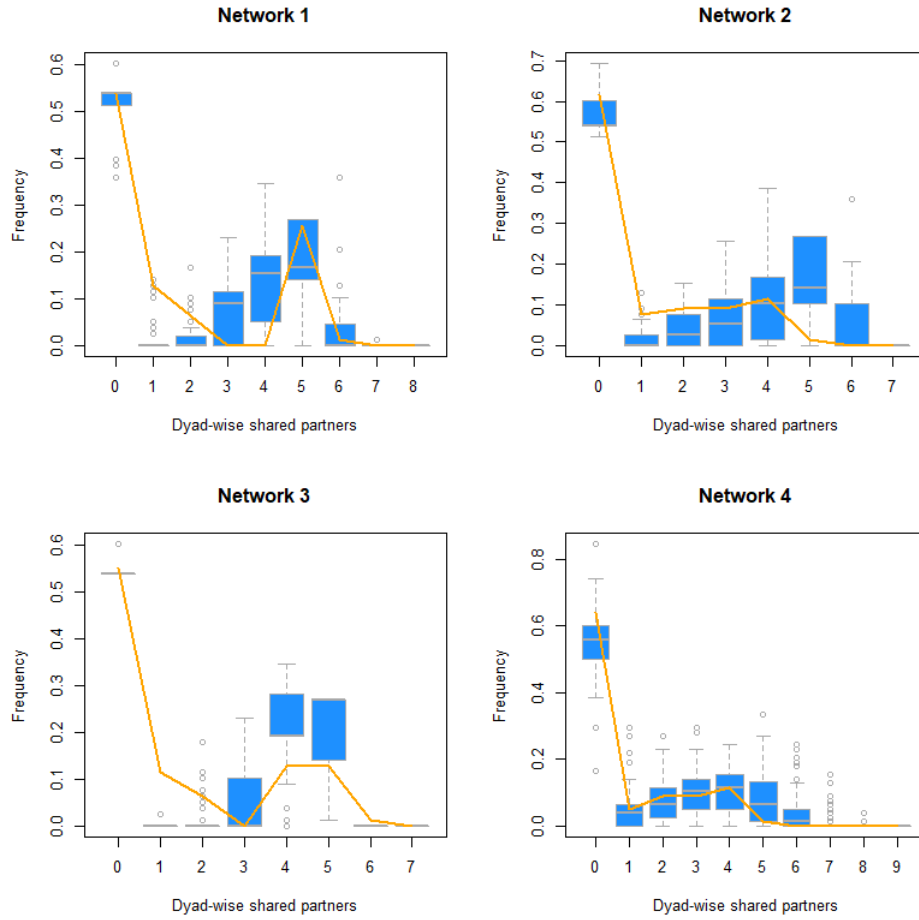 Network 1
Frequency
0.0 0.1 0.2 0.3 0.4 0.5 0.6
0 1 2 3 4 5 6 7 8
Dyad-wise shared partners
Network 2
Frequency
0.0 0.1 0.2 0.3 0.4 0.5 0.6 0.7
0 1 2 3 4 5 6 7
Dyad-wise shared partners
Network 3
Frequency
0.0 0.1 0.2 0.3 0.4 0.5 0.6
0 1 2 3 4 5 6 7
Dyad-wise shared partners
Network 4
Frequency
0.0 0.2 0.4 0.6 0.8
0 1 2 3 4 5 6 7 8 9
Dyad-wise shared partners